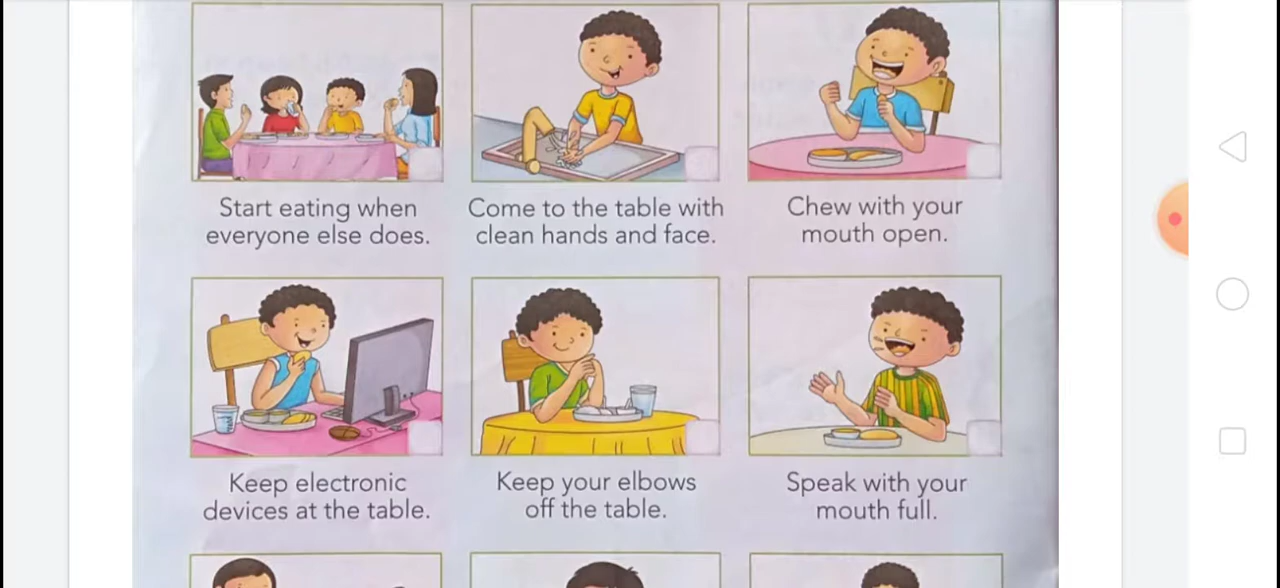 Start eating when
everyone else does.
Come to the table with
clean hands and face.
Chew with your
mouth open.
Keep electronic
devices at the table.
Keep your elbows
off the table.
Speak with your
mouth full.